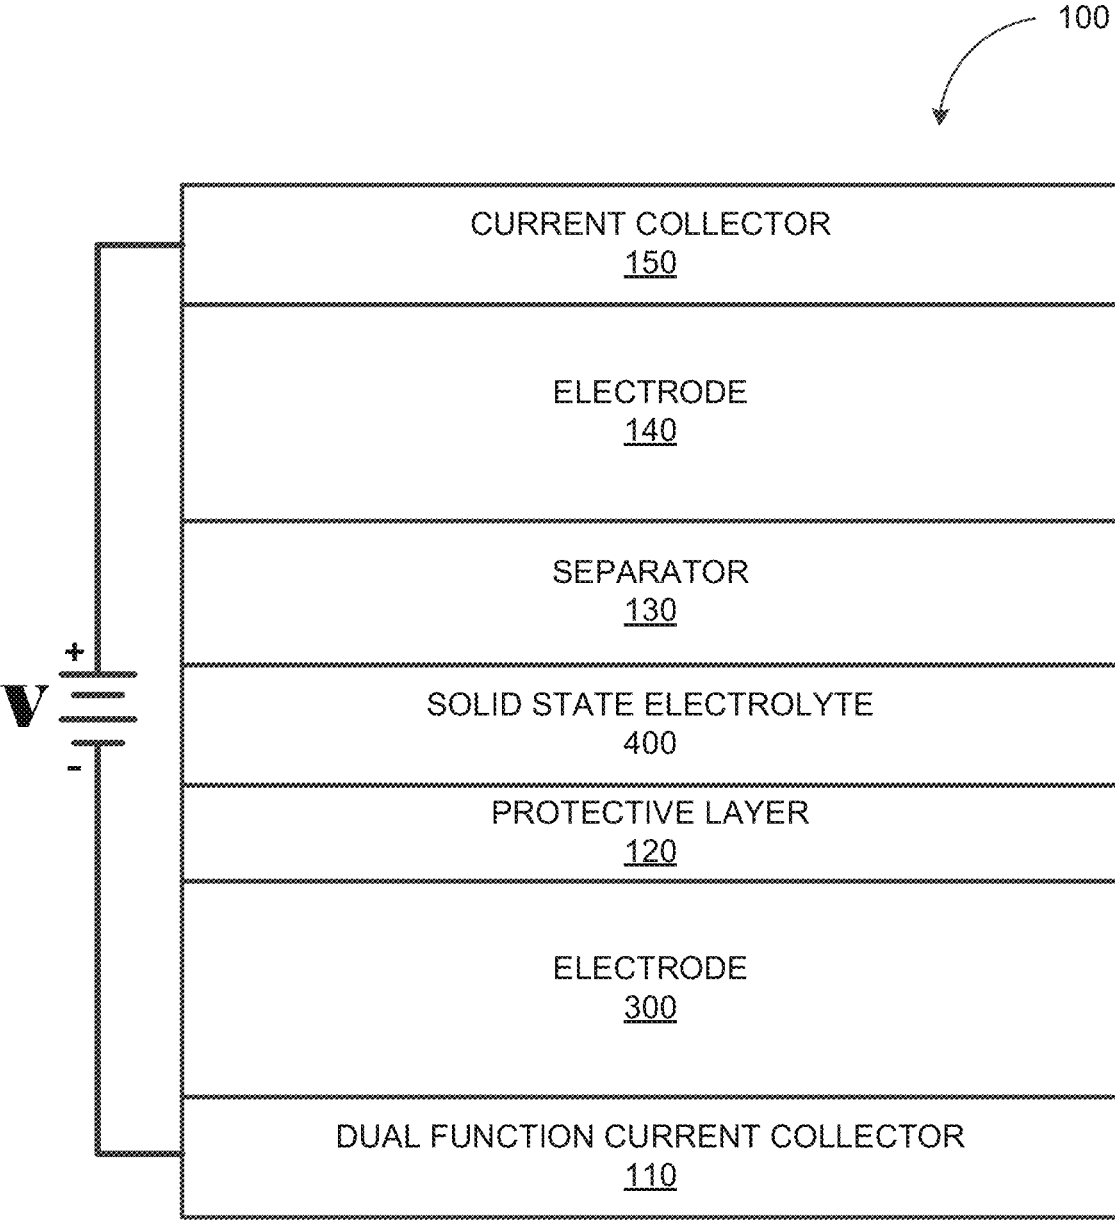 100
CURRENT COLLECTOR
150
ELECTRODE
140
SEPARATOR
130
+
V
SOLID STATE ELECTROLYTE
400
-
PROTECTIVE LAYER
120
ELECTRODE
300
DUAL FUNCTION CURRENT COLLECTOR
110